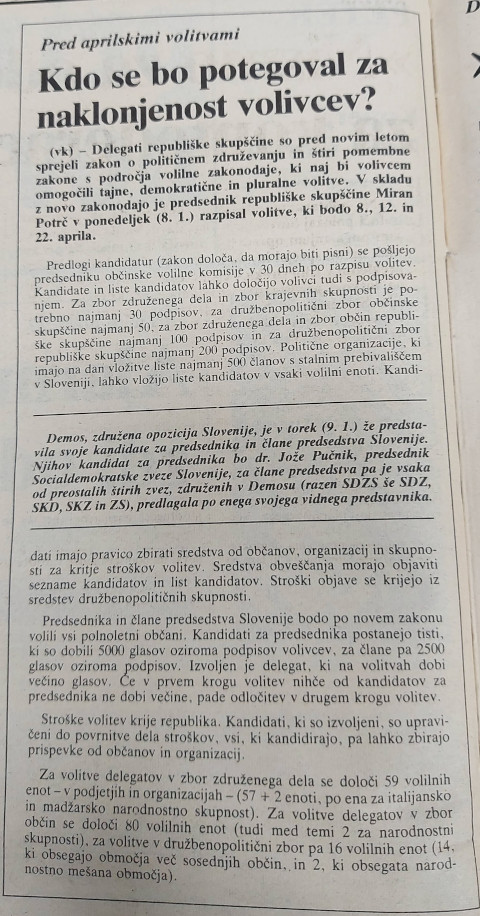 Pred aprilskimi volitvami
Kdo se bo potegoval za
naklonjenost volivcev?
(vk) – Delegati republiške skupščine so pred novim letom
sprejeli zakon o političnem združevanju in štiri pomembne
zakone s področja volilne zakonodaje, ki naj bi volivcem
omogočili tajne, demokratične in pluralne volitve. V skladu
z novo zakonodajo je predsednik republiške skupščine Miran
Potrč v ponedeljek (8. 1.) razpisal volitve, ki bodo 8., 12. in
22. aprila.
Predlogi kandidatur (zakon določa, da morajo biti pisni) se pošljejo
predsedniku občinske volilne komisije v 30 dneh po razpisu volitev.
Kandidate in liste kandidatov lahko določijo volivci tudi s podpisova-
njem. Za zbor združenega dela in zbor krajevnih skupnosti je po-
trebno najmanj 30 podpisov, za družbenopolitični zbor občinske
skupščine najmanj 50, za zbor združenega dela in zbor občin republi-
ške skupščine najmanj 100 podpisov in za družbenopolitični zbor
republiške skupščine najmanj 200 podpisov. Politične organizacije, ki
imajo na dan vložitve liste najmanj 500 članov s stalnim prebivališčem
v Sloveniji, lahko vložijo liste kandidatov v vsaki volilni enoti. Kandi-
Demos, združena opozicija Slovenije, je v torek (9. 1.) že predsta-
vila svoje kandidate za predsednika in člane predsedstva Slovenije.
Njihov kandidat za predsednika bo dr. Jože Pučnik, predsednik
Socialdemokratske zveze Slovenije, za člane predsedstva pa je vsaka
od preostalih štirih zvez, združenih v Demosu (razen SDZS še SDZ,
SKD, SKZ in ZS), predlagala po enega svojega vidnega predstavnika.
dati imajo pravico zbirati sredstva od občanov, organizacij in skupno-
sti za kritje stroškov volitev. Sredstva obveščanja morajo objaviti
sezname kandidatov in list kandidatov. Stroški objave se krijejo iz
sredstev družbenopolitičnih skupnosti.
Predsednika in člane predsedstva Slovenije bodo po novem zakonu
volili vsi polnoletni občani. Kandidati za predsednika postanejo tisti,
ki so dobili 5000 glasov oziroma podpisov volivcev, za člane pa 2500
glasov oziroma podpisov. Izvoljen je delegat, ki na volitvah dobi
večino glasov. Če v prvem krogu volitev nihče od kandidatov za
predsednika ne dobi večine, pade odločitev v drugem krogu volitev.
Stroške volitev krije republika. Kandidati, ki so izvoljeni, so upravi-
čeni do povrnitve dela stroškov, vsi, ki kandidirajo, pa lahko zbirajo
prispevke od občanov in organizacij.
Za volitve delegatov v zbor združenega dela se določi 59 volilnih
enot – v podjetjih in organizacijah – (57 + 2 enoti, po ena za italijansko
in madžarsko narodnostno skupnost). Za volitve delegatov v zbor
občin se določi 80 volilnih enot (tudi med temi 2 za narodnostni
skupnosti), za volitve v družbenopolitični zbor pa 16 volilnih enot (14,
ki obsegajo območja več sosednjih občin, in 2, ki obsegata narod-
nostno mešana območja).